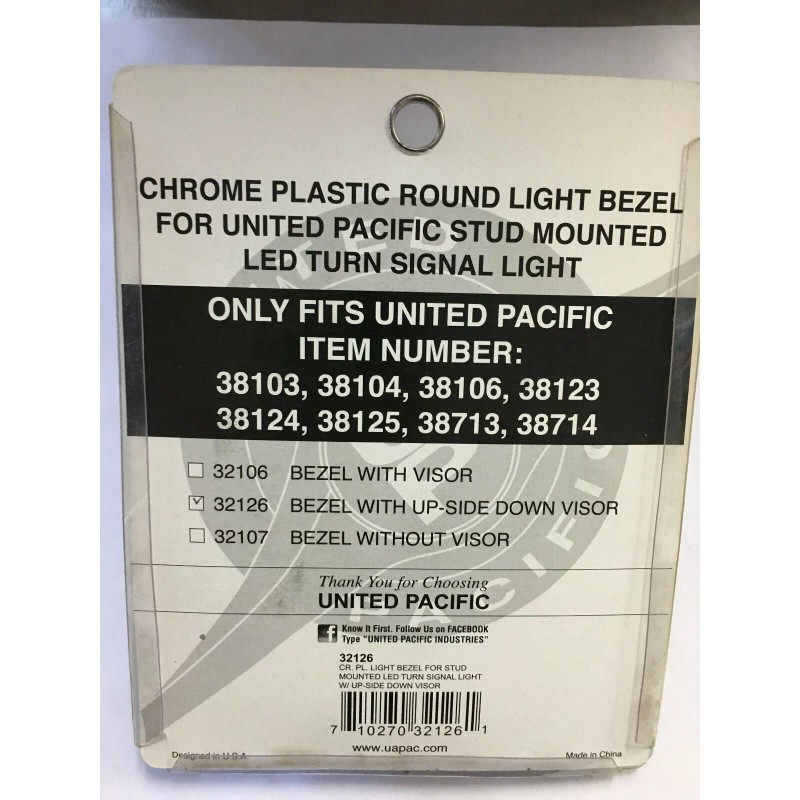 CHROME PLASTIC ROUND LIGHT BEZEL
FOR UNITED PACIFIC STUD MOUNTED
LED TURN SIGNAL LIGHT
ONLY FITS UNITED PACIFIC
ITEM NUMBER:
38103, 38104, 38106, 38123
38124, 38125, 38713, 38714
32106 BEZEL WITH VISOR
32126 BEZEL WITH UP-SIDE DOWN VISOR
32107 BEZEL WITHOUT VISOR
Thank You for Choosing
UNITED PACIFIC
f Know It First. Follow Us on FACEBOOK
Type "UNITED PACIFIC INDUSTRIES"
32126
CR. PL. LIGHT BEZEL FOR STUD
MOUNTED LED TURN SIGNAL LIGHT
W/ UP-SIDE DOWN VISOR
7 10270 32126 1
www.uapac.com
Designed in U.S.A.
Made in China
UNITED
PACIFIC